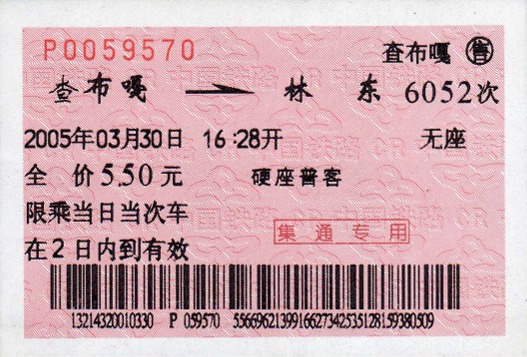 P0059570
查布嘎 售
查布嘎 林东 6052次
2005年03月30日 16:28开 无座
全 价5.50元 硬座普客
限乘当日当次车
集通专用
在2日内到有效
13214320010330 P 059570 5566962139916627342535128159380509